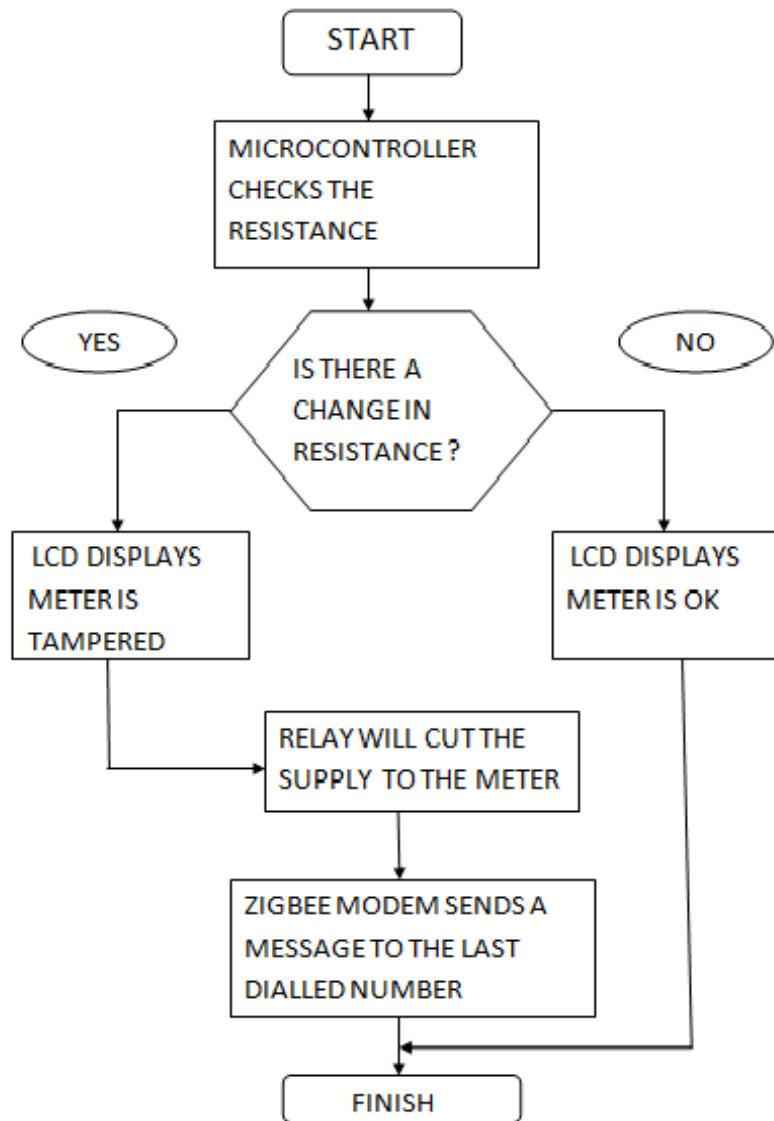 START
MICROCONTROLLER
CHECKS THE
RESISTANCE
YES
NO
IS THERE A
CHANGE IN
RESISTANCE ?
LCD DISPLAYS
METER IS
TAMPERED
LCD DISPLAYS
METER IS OK
RELAY WILL CUT THE
SUPPLY TO THE METER
ZIGBEE MODEM SENDS A
MESSAGE TO THE LAST
DIALLED NUMBER
FINISH